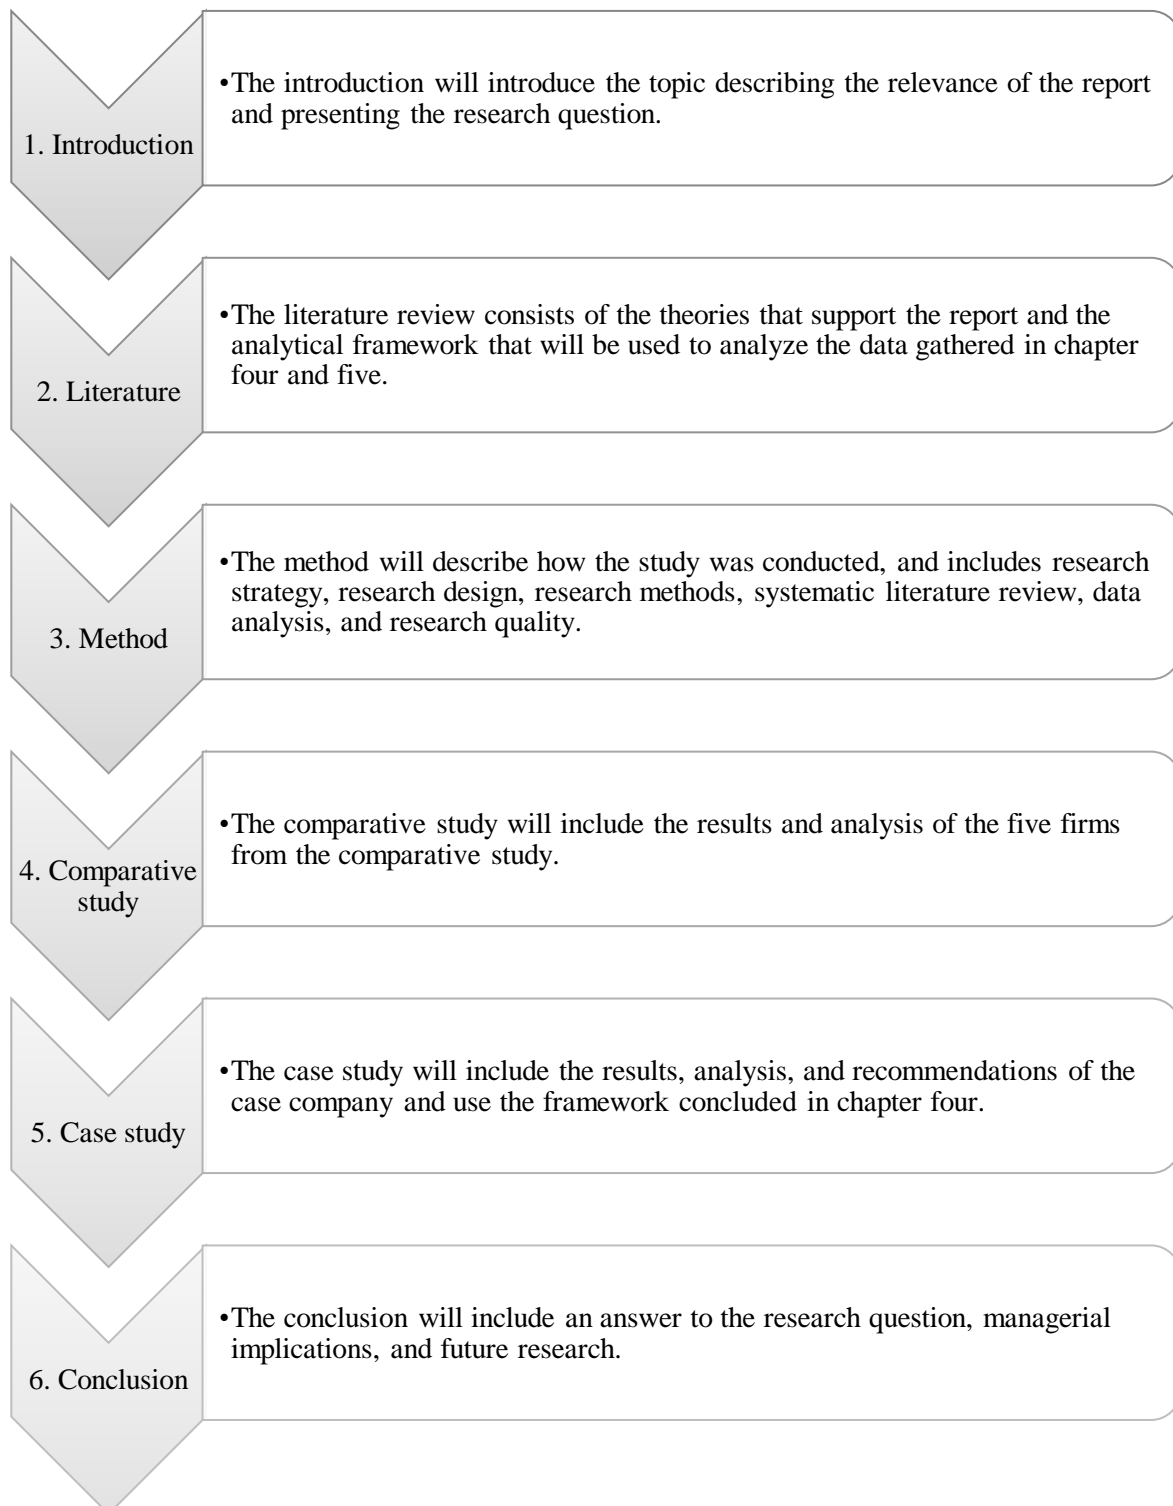 1. Introduction
•The introduction will introduce the topic describing the relevance of the report
and presenting the research question.
2. Literature
•The literature review consists of the theories that support the report and the
analytical framework that will be used to analyze the data gathered in chapter
four and five.
3. Method
•The method will describe how the study was conducted, and includes research
strategy, research design, research methods, systematic literature review, data
analysis, and research quality.
4. Comparative
study
•The comparative study will include the results and analysis of the five firms
from the comparative study.
5. Case study
•The case study will include the results, analysis, and recommendations of the
case company and use the framework concluded in chapter four.
6. Conclusion
•The conclusion will include an answer to the research question, managerial
implications, and future research.